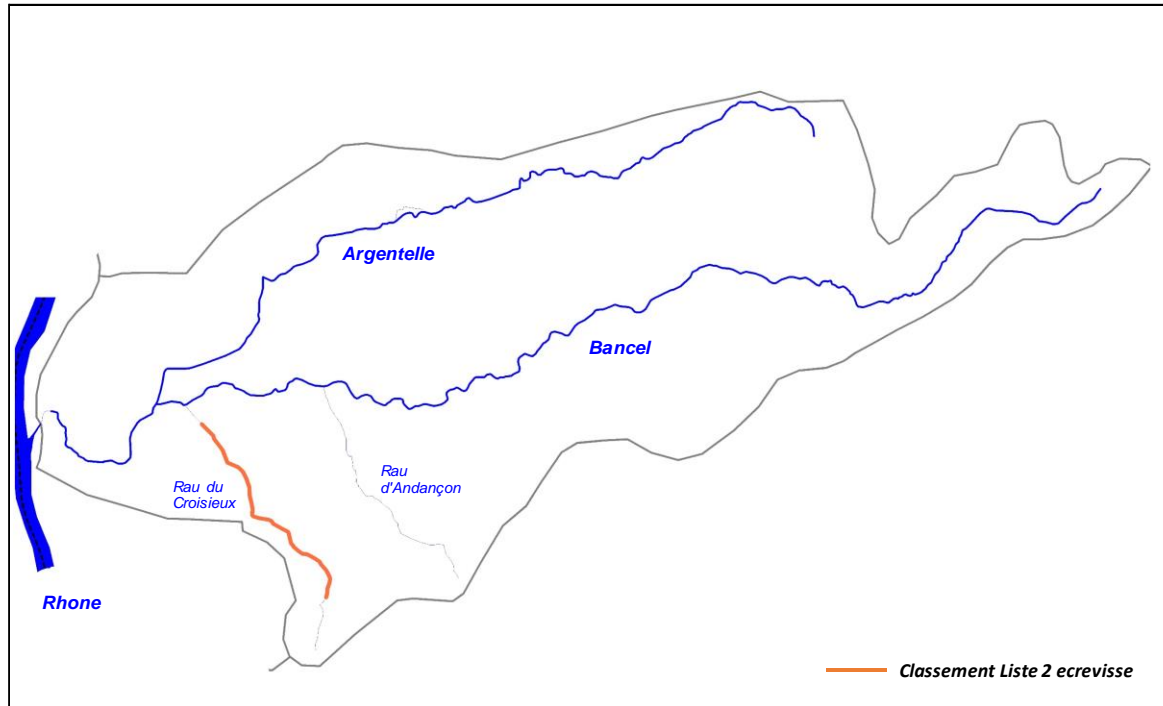 Argentelle
Bancel
Rau du
Croisieux
Rau
d'Andançon
Rhone
Classement Liste 2 ecrevisse